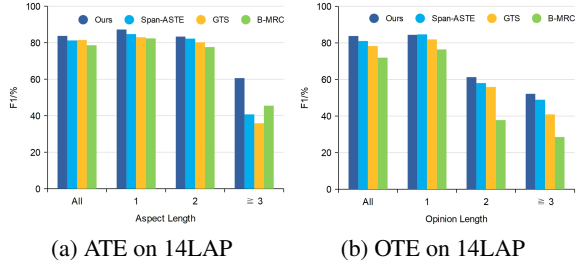 Ours Span-ASTE GTS B-MRC
100
80
60
40
20
0
F1/%
All 1 2 ≥ 3
Aspect Length
(a) ATE on 14LAP
Ours Span-ASTE GTS B-MRC
100
80
60
40
20
0
F1/%
All 1 2 ≥ 3
Opinion Length
(b) OTE on 14LAP